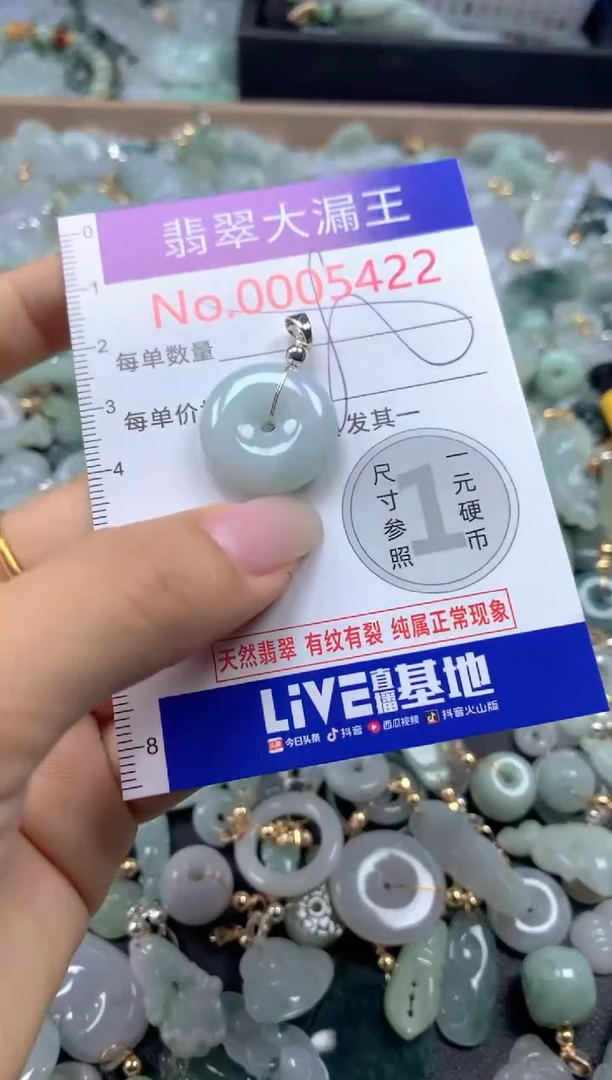 翡翠大漏王
No.0005422
每单数量
每单价
发其一
尺寸参照
1
一元硬币
天然翡翠 有纹有裂 纯属正常现象
LiVE直播基地
今日头条 抖音 西瓜视频 抖音火山版
0
1
2
3
4
8